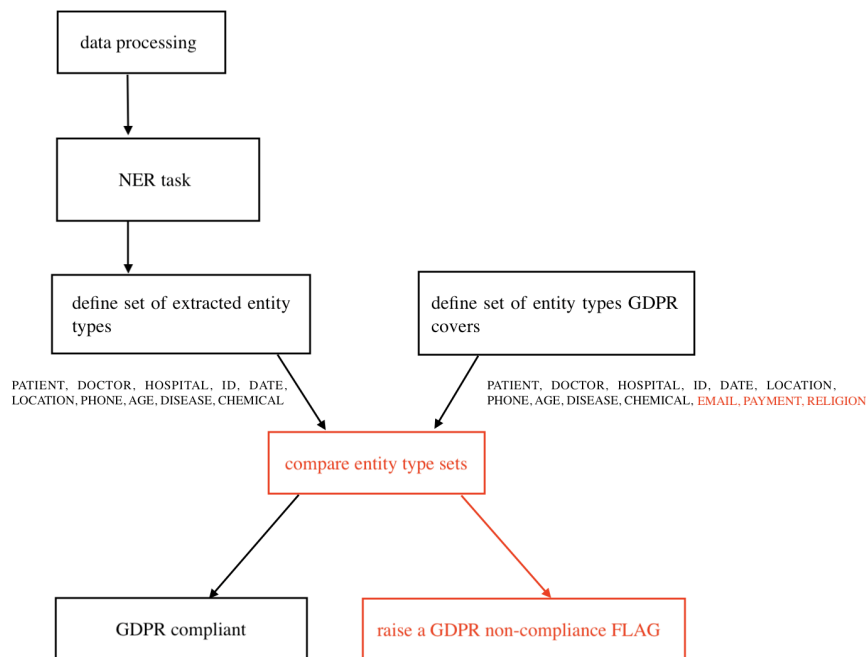 data processing
NER task
define set of extracted entity
types
define set of entity types GDPR
covers
PATIENT, DOCTOR, HOSPITAL, ID, DATE,
LOCATION, PHONE, AGE, DISEASE, CHEMICAL
PATIENT, DOCTOR, HOSPITAL, ID, DATE, LOCATION,
PHONE, AGE, DISEASE, CHEMICAL, EMAIL, PAYMENT, RELIGION
compare entity type sets
GDPR compliant
raise a GDPR non-compliance FLAG